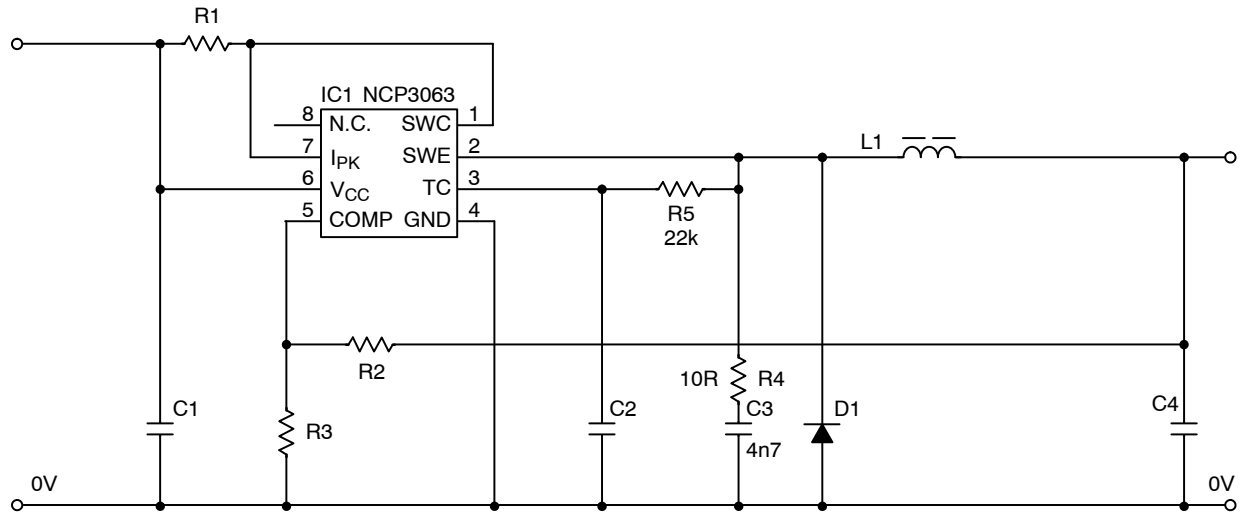 R1
IC1 NCP3063
8 N.C. SWC 1
7 IPK SWE 2
6 VCC TC 3
5 COMP GND 4
L1
R5
22k
R2
10R R4
C1
R3
C2
C3
4n7
D1
C4
0V
0V